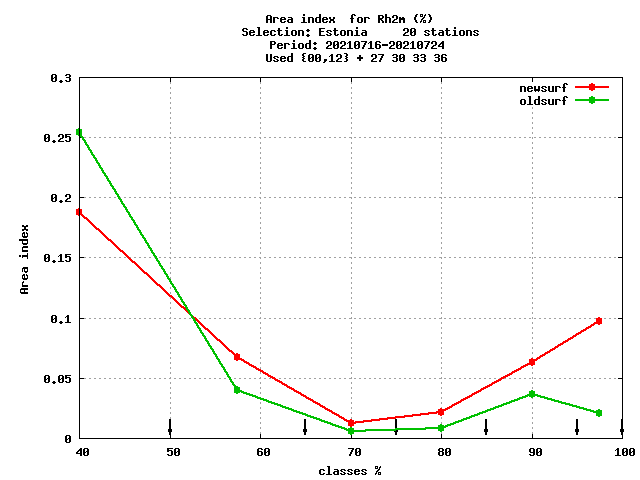 Area index  for Rh2m (%)
Selection: Estonia     20 stations
Period: 20210716-20210724
Used {00,12} + 27 30 33 36
newsurf
oldsurf
0.3
0.25
0.2
0.15
0.1
0.05
0
Area index
40 50 60 70 80 90 100
classes %